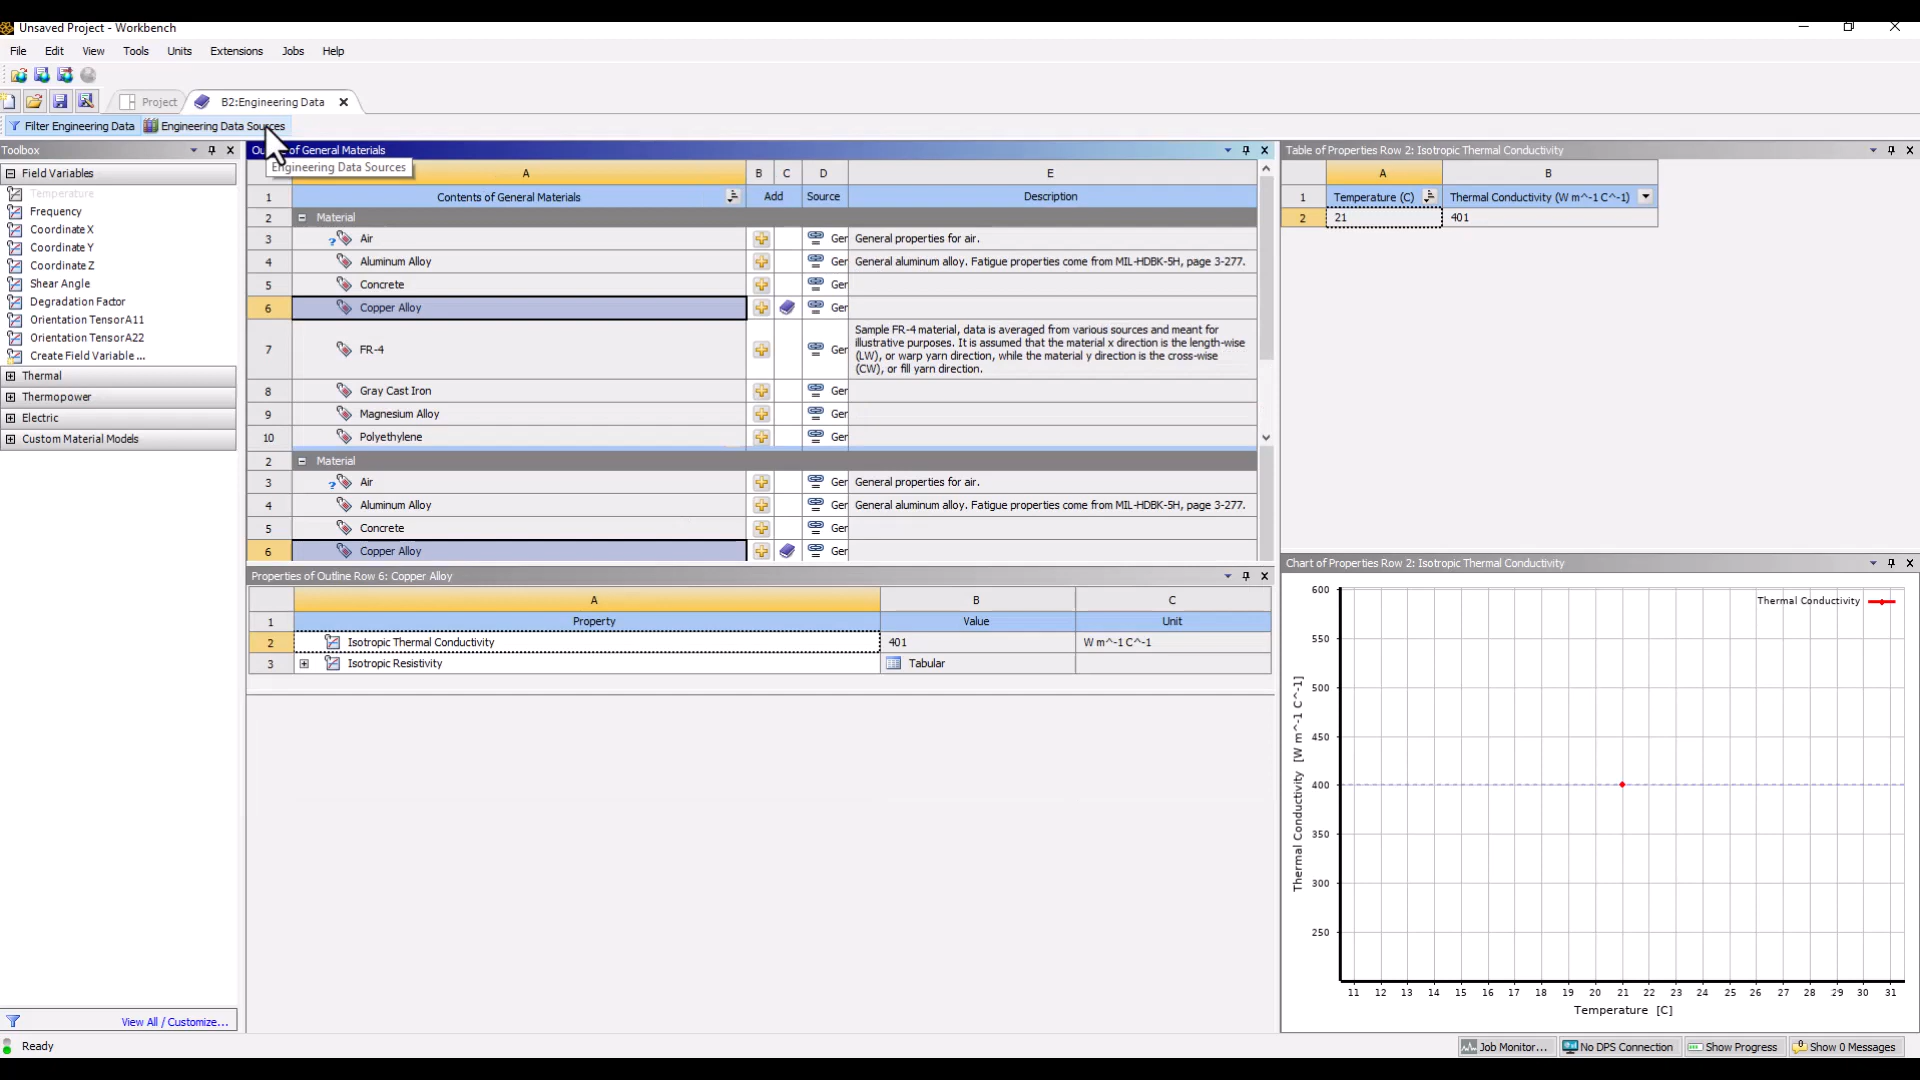 Unsaved Project - Workbench
File Edit View Tools Units Extensions Jobs Help
Project B2:Engineering Data
Filter Engineering Data Engineering Data Sources
Toolbox
Field Variables
Temperature
Frequency
Coordinate X
Coordinate Y
Coordinate Z
Shear Angle
Degradation Factor
Orientation TensorA11
Orientation TensorA22
Create Field Variable ...
Thermal
Thermopower
Electric
Custom Material Models
View All / Customize...
of General Materials
Engineering Data Sources
A B C D E
1 Contents of General Materials Add Source Description
2 Material
3 Air Ger General properties for air.
4 Aluminum Alloy Ger General aluminum alloy. Fatigue properties come from MIL-HDBK-5H, page 3-277.
5 Concrete Ger
6 Copper Alloy Ger
Sample FR-4 material, data is averaged from various sources and meant for
7 FR-4 Ger illustrative purposes. It is assumed that the material x direction is the length-wise
(LW), or warp yarn direction, while the material y direction is the cross-wise
(CW), or fill yarn direction.
8 Gray Cast Iron Ger
9 Magnesium Alloy Ger
10 Polyethylene Ger
2 Material
3 Air Ger General properties for air.
4 Aluminum Alloy Ger General aluminum alloy. Fatigue properties come from MIL-HDBK-5H, page 3-277.
5 Concrete Ger
6 Copper Alloy Ger
Properties of Outline Row 6: Copper Alloy
A B C
1 Property Value Unit
2 Isotropic Thermal Conductivity 401 W m^-1 C^-1
3 Isotropic Resistivity Tabular
Table of Properties Row 2: Isotropic Thermal Conductivity
A B
1 Temperature (C) Thermal Conductivity (W m^-1 C^-1)
2 21 401
Chart of Properties Row 2: Isotropic Thermal Conductivity
Thermal Conductivity
Thermal Conductivity [W m^-1 C^-1]
600
550
500
450
400
350
300
250
11 12 13 14 15 16 17 18 19 20 21 22 23 24 25 26 27 28 29 30 31
Temperature [C]
Ready
Job Monitor... No DPS Connection Show Progress Show 0 Messages